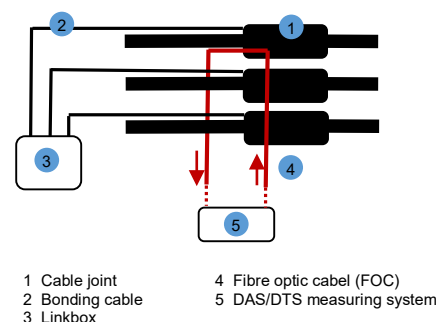 2
1
3
4
5
1 Cable joint
2 Bonding cable
3 Linkbox
4 Fibre optic cabel (FOC)
5 DAS/DTS measuring system